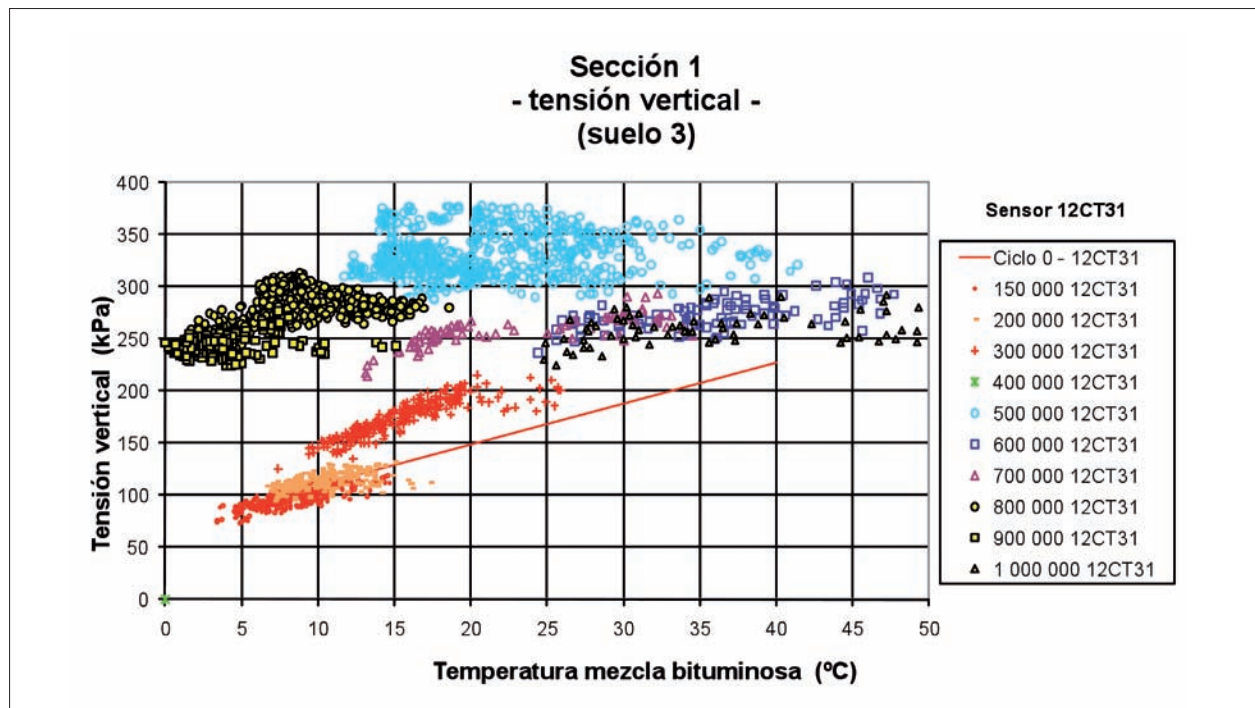 Sección 1
- tensión vertical -
(suelo 3)
Tensión vertical (kPa)
400
350
300
250
200
150
100
50
0
0 5 10 15 20 25 30 35 40 45 50
Temperatura mezcla bituminosa (ºC)
Sensor 12CT31
Ciclo 0 - 12CT31
150 000 12CT31
200 000 12CT31
300 000 12CT31
400 000 12CT31
500 000 12CT31
600 000 12CT31
700 000 12CT31
800 000 12CT31
900 000 12CT31
1 000 000 12CT31